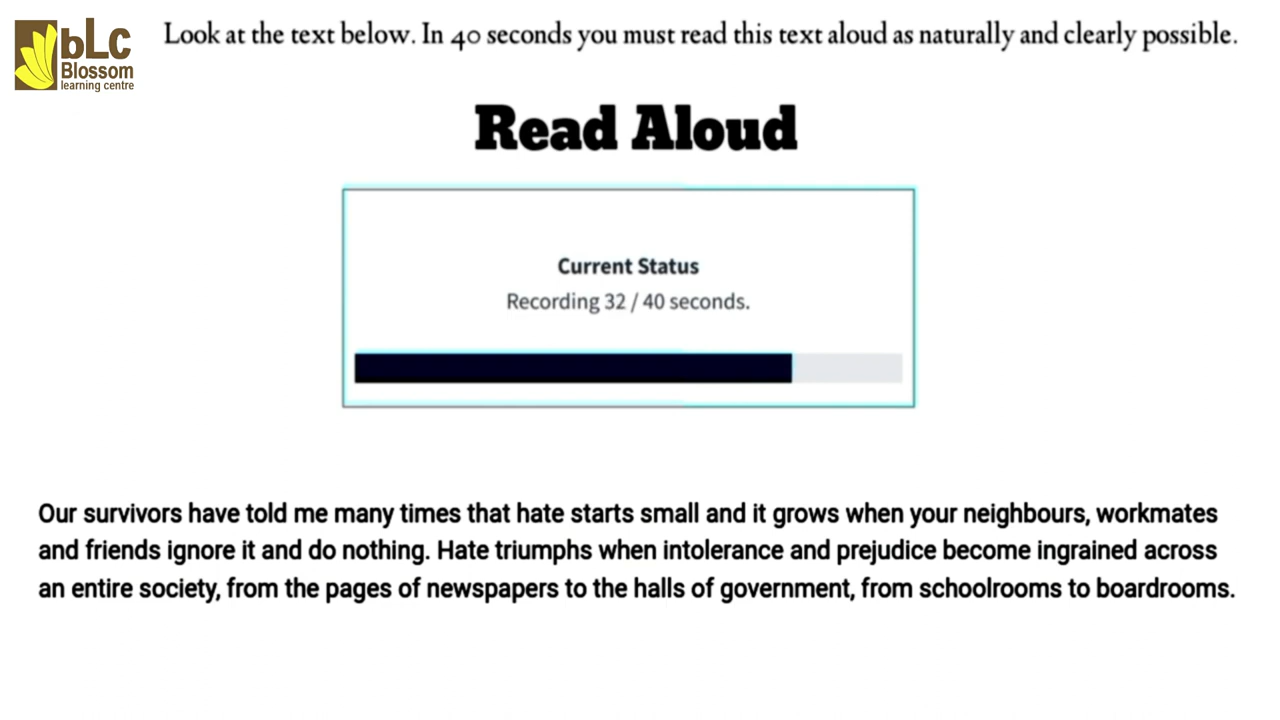 bLC
Blossom
learning centre
Look at the text below. In 40 seconds you must read this text aloud as naturally and clearly possible.
Read Aloud
Current Status
Recording 32 / 40 seconds.
Our survivors have told me many times that hate starts small and it grows when your neighbours, workmates
and friends ignore it and do nothing. Hate triumphs when intolerance and prejudice become ingrained across
an entire society, from the pages of newspapers to the halls of government, from schoolrooms to boardrooms.